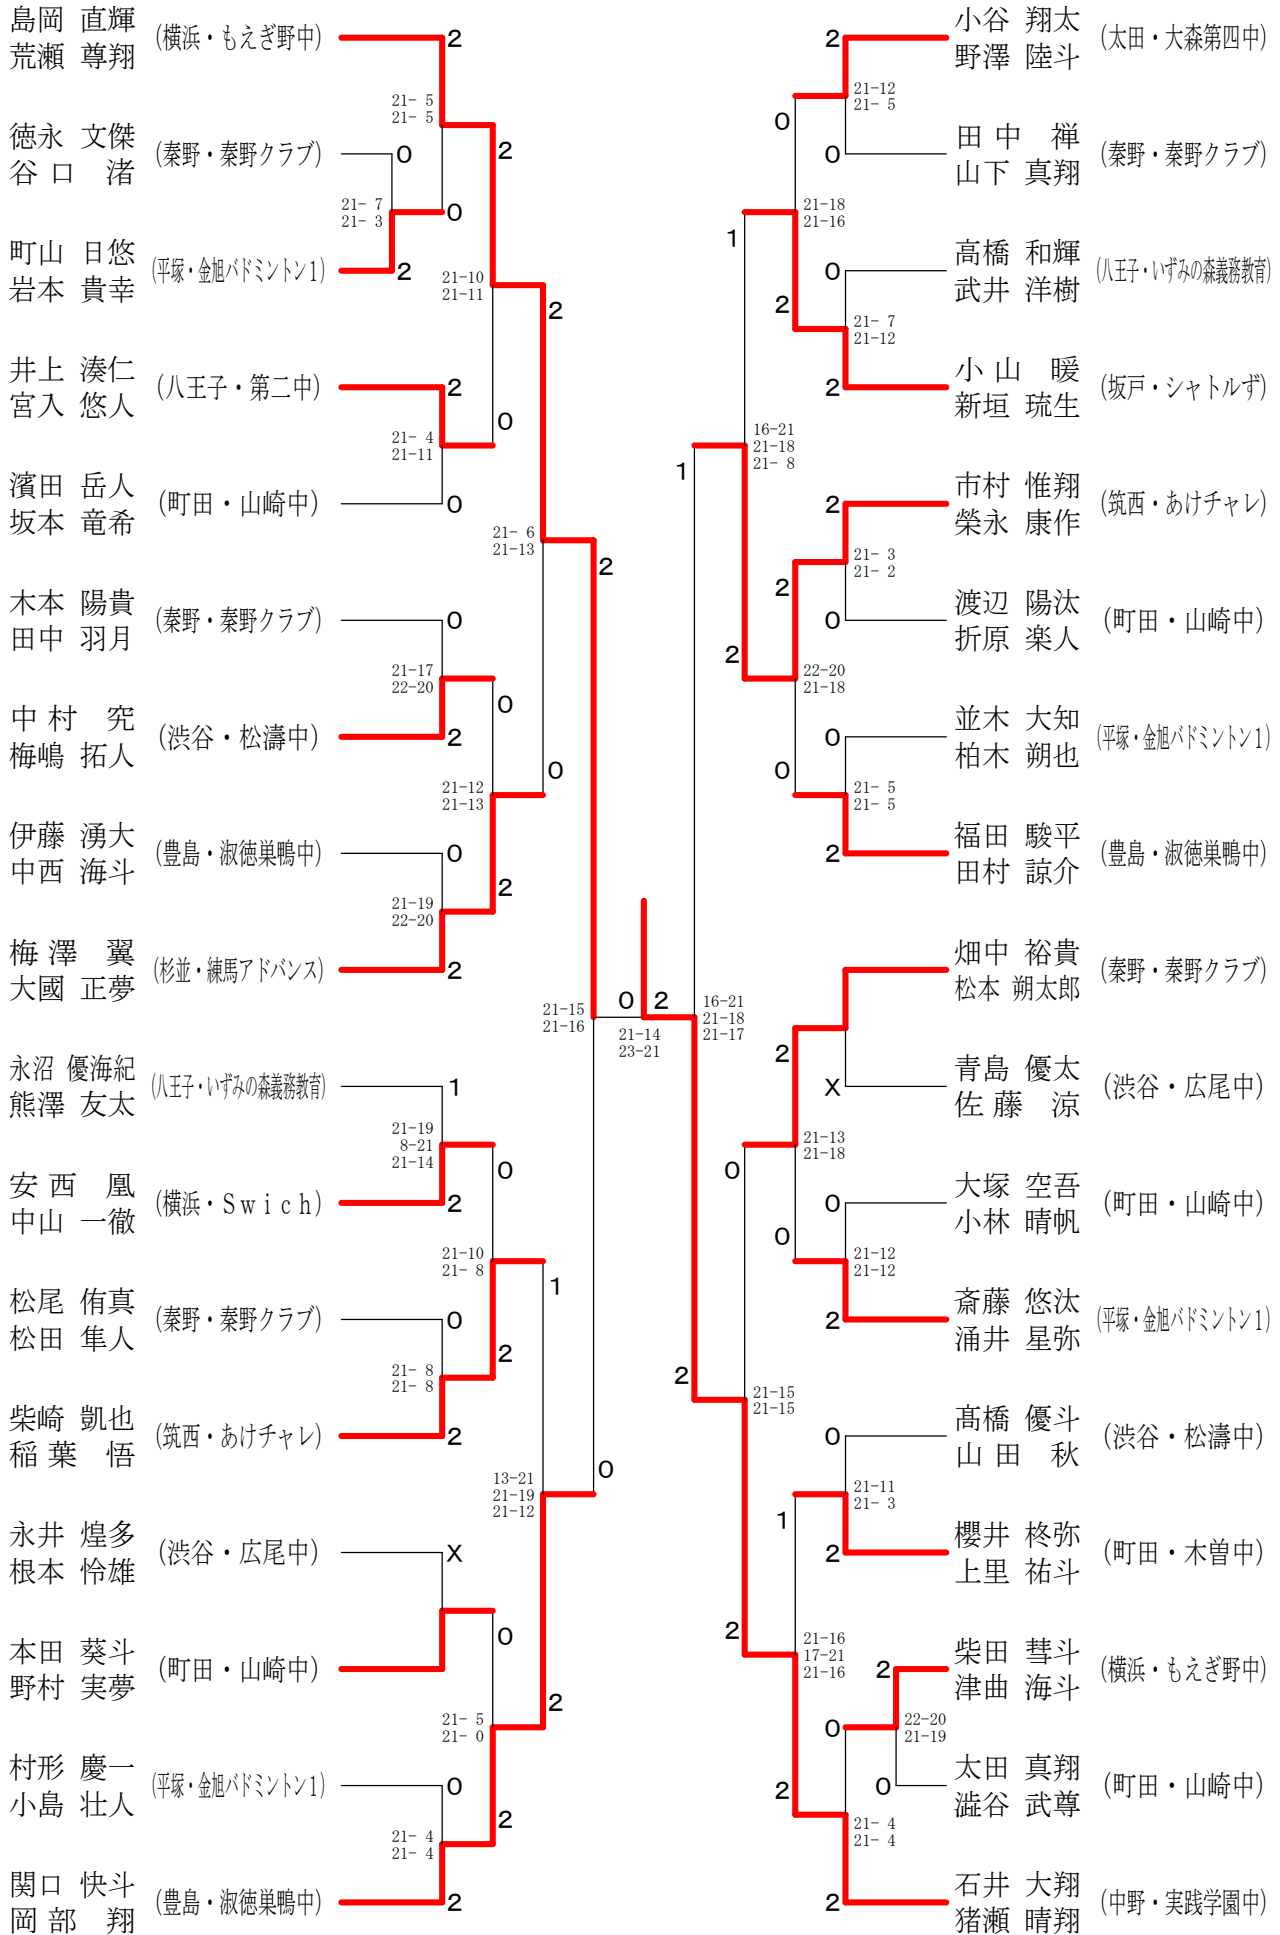 島岡 直輝
荒瀬 尊翔
(横浜・もえぎ野中)
2
21- 5
21- 5
徳永 文傑
谷口 渚
(秦野・秦野クラブ)
0
2
21- 7
21- 3
0
町山 日悠
岩本 貴幸
(平塚・金旭バドミントン1)
2
21-10
21-11
2
井上 湊仁
宮入 悠人
(八王子・第二中)
2
0
21- 4
21-11
濱田 岳人
坂本 竜希
(町田・山崎中)
0
21- 6
21-13
2
木本 陽貴
田中 羽月
(秦野・秦野クラブ)
0
21-17
22-20
0
中村 究
梅嶋 拓人
(渋谷・松濤中)
2
21-12
21-13
0
伊藤 湧大
中西 海斗
(豊島・淑徳巣鴨中)
0
2
21-19
22-20
梅澤 翼
大國 正夢
(杉並・練馬アドバンス)
2
21-15
21-16
0 2
21-14
23-21
永沼 優海紀
熊澤 友太
(八王子・いずみの森義務教育)
1
21-19
8-21
21-14
0
安西 凰
中山 一徹
(横浜・Swich)
2
21-10
21- 8
1
松尾 侑真
松田 隼人
(秦野・秦野クラブ)
0
2
21- 8
21- 8
柴崎 凱也
稲葉 悟
(筑西・あけチャレ)
2
13-21
21-19
21-12
0
永井 煌多
根本 怜雄
(渋谷・広尾中)
X
0
本田 葵斗
野村 実夢
(町田・山崎中)
21- 5
21- 0
2
村形 慶一
小島 壮人
(平塚・金旭バドミントン1)
0
2
21- 4
21- 4
関口 快斗
岡部 翔
(豊島・淑徳巣鴨中)
2
2
小谷 翔太
野澤 陸斗
(太田・大森第四中)
21-12
21- 5
0
0
田中 禅
山下 真翔
(秦野・秦野クラブ)
21-18
21-16
1
0
高橋 和輝
武井 洋樹
(八王子・いずみの森義務教育)
2
21- 7
21-12
2
小山 暖
新垣 琉生
(坂戸・シャトルず)
16-21
21-18
21- 8
1
2
市村 惟翔
榮永 康作
(筑西・あけチャレ)
21- 3
21- 2
2
0
渡辺 陽汰
折原 楽人
(町田・山崎中)
2
22-20
21-18
0
並木 大知
柏木 朔也
(平塚・金旭バドミントン1)
0
21- 5
21- 5
2
福田 駿平
田村 諒介
(豊島・淑徳巣鴨中)
畑中 裕貴
松本 朔太郎
(秦野・秦野クラブ)
16-21
21-18
21-17
2
X
青島 優太
佐藤 涼
(渋谷・広尾中)
21-13
21-18
0
0
大塚 空吾
小林 晴帆
(町田・山崎中)
0
21-12
21-12
2
斎藤 悠汰
涌井 星弥
(平塚・金旭バドミントン1)
2
21-15
21-15
0
髙橋 優斗
山田 秋
(渋谷・松濤中)
21-11
21- 3
1
2
櫻井 柊弥
上里 祐斗
(町田・木曽中)
2
21-16
17-21
21-16
2
柴田 彗斗
津曲 海斗
(横浜・もえぎ野中)
22-20
21-19
0
0
太田 真翔
澁谷 武尊
(町田・山崎中)
2
21- 4
21- 4
2
石井 大翔
猪瀬 晴翔
(中野・実践学園中)